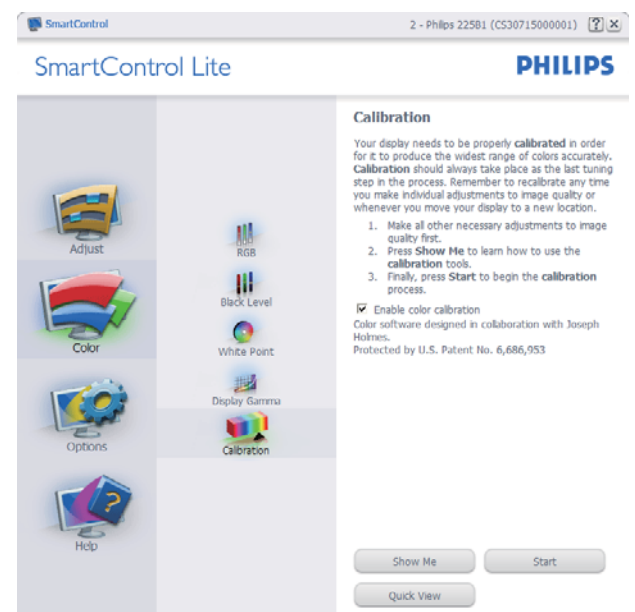 SmartControl
2 - Philips 225B1 (CS30715000001)
SmartControl Lite
PHILIPS
Adjust
Color
Options
Help
RGB
Black Level
White Point
Display Gamma
Calibration
Calibration
Your display needs to be properly calibrated in order
for it to produce the widest range of colors accurately.
Calibration should always take place as the last tuning
step in the process. Remember to recalibrate any time
you make individual adjustments to image quality or
whenever you move your display to a new location.
1. Make all other necessary adjustments to image
quality first.
2. Press Show Me to learn how to use the
calibration tools.
3. Finally, press Start to begin the calibration
process.
Enable color calibration
Color software designed in collaboration with Joseph
Holmes.
Protected by U.S. Patent No. 6,686,953
Show Me
Start
Quick View